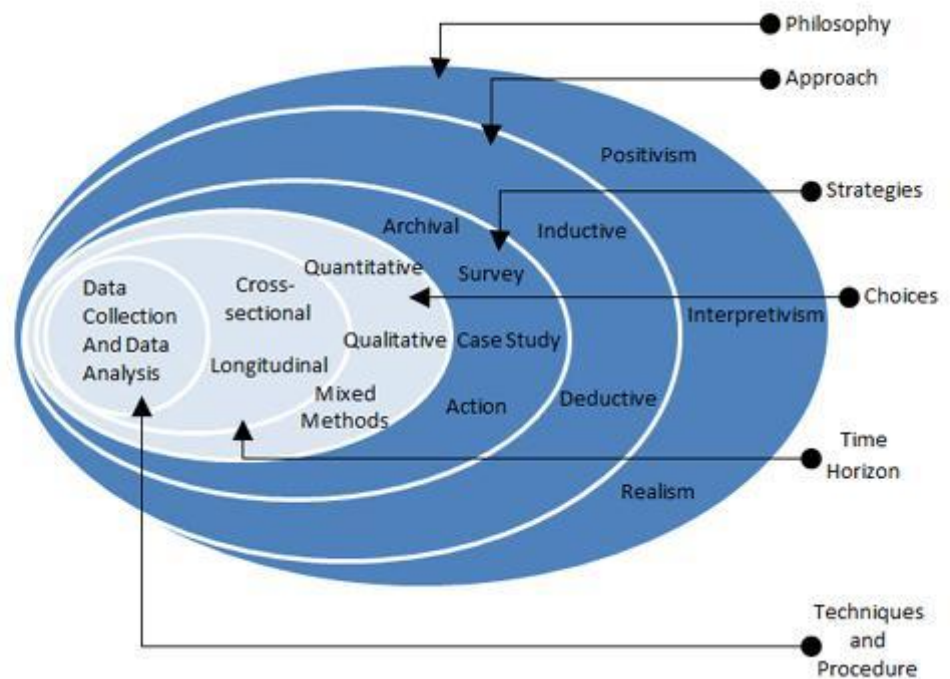 Philosophy
Approach
Positivism
Strategies
Archival
Inductive
Quantitative
Survey
Data
Collection
And Data
Analysis
Cross-
sectional
Choices
Interpretivism
Qualitative
Case Study
Longitudinal
Mixed
Methods
Action
Deductive
Time
Horizon
Realism
Techniques
and
Procedure